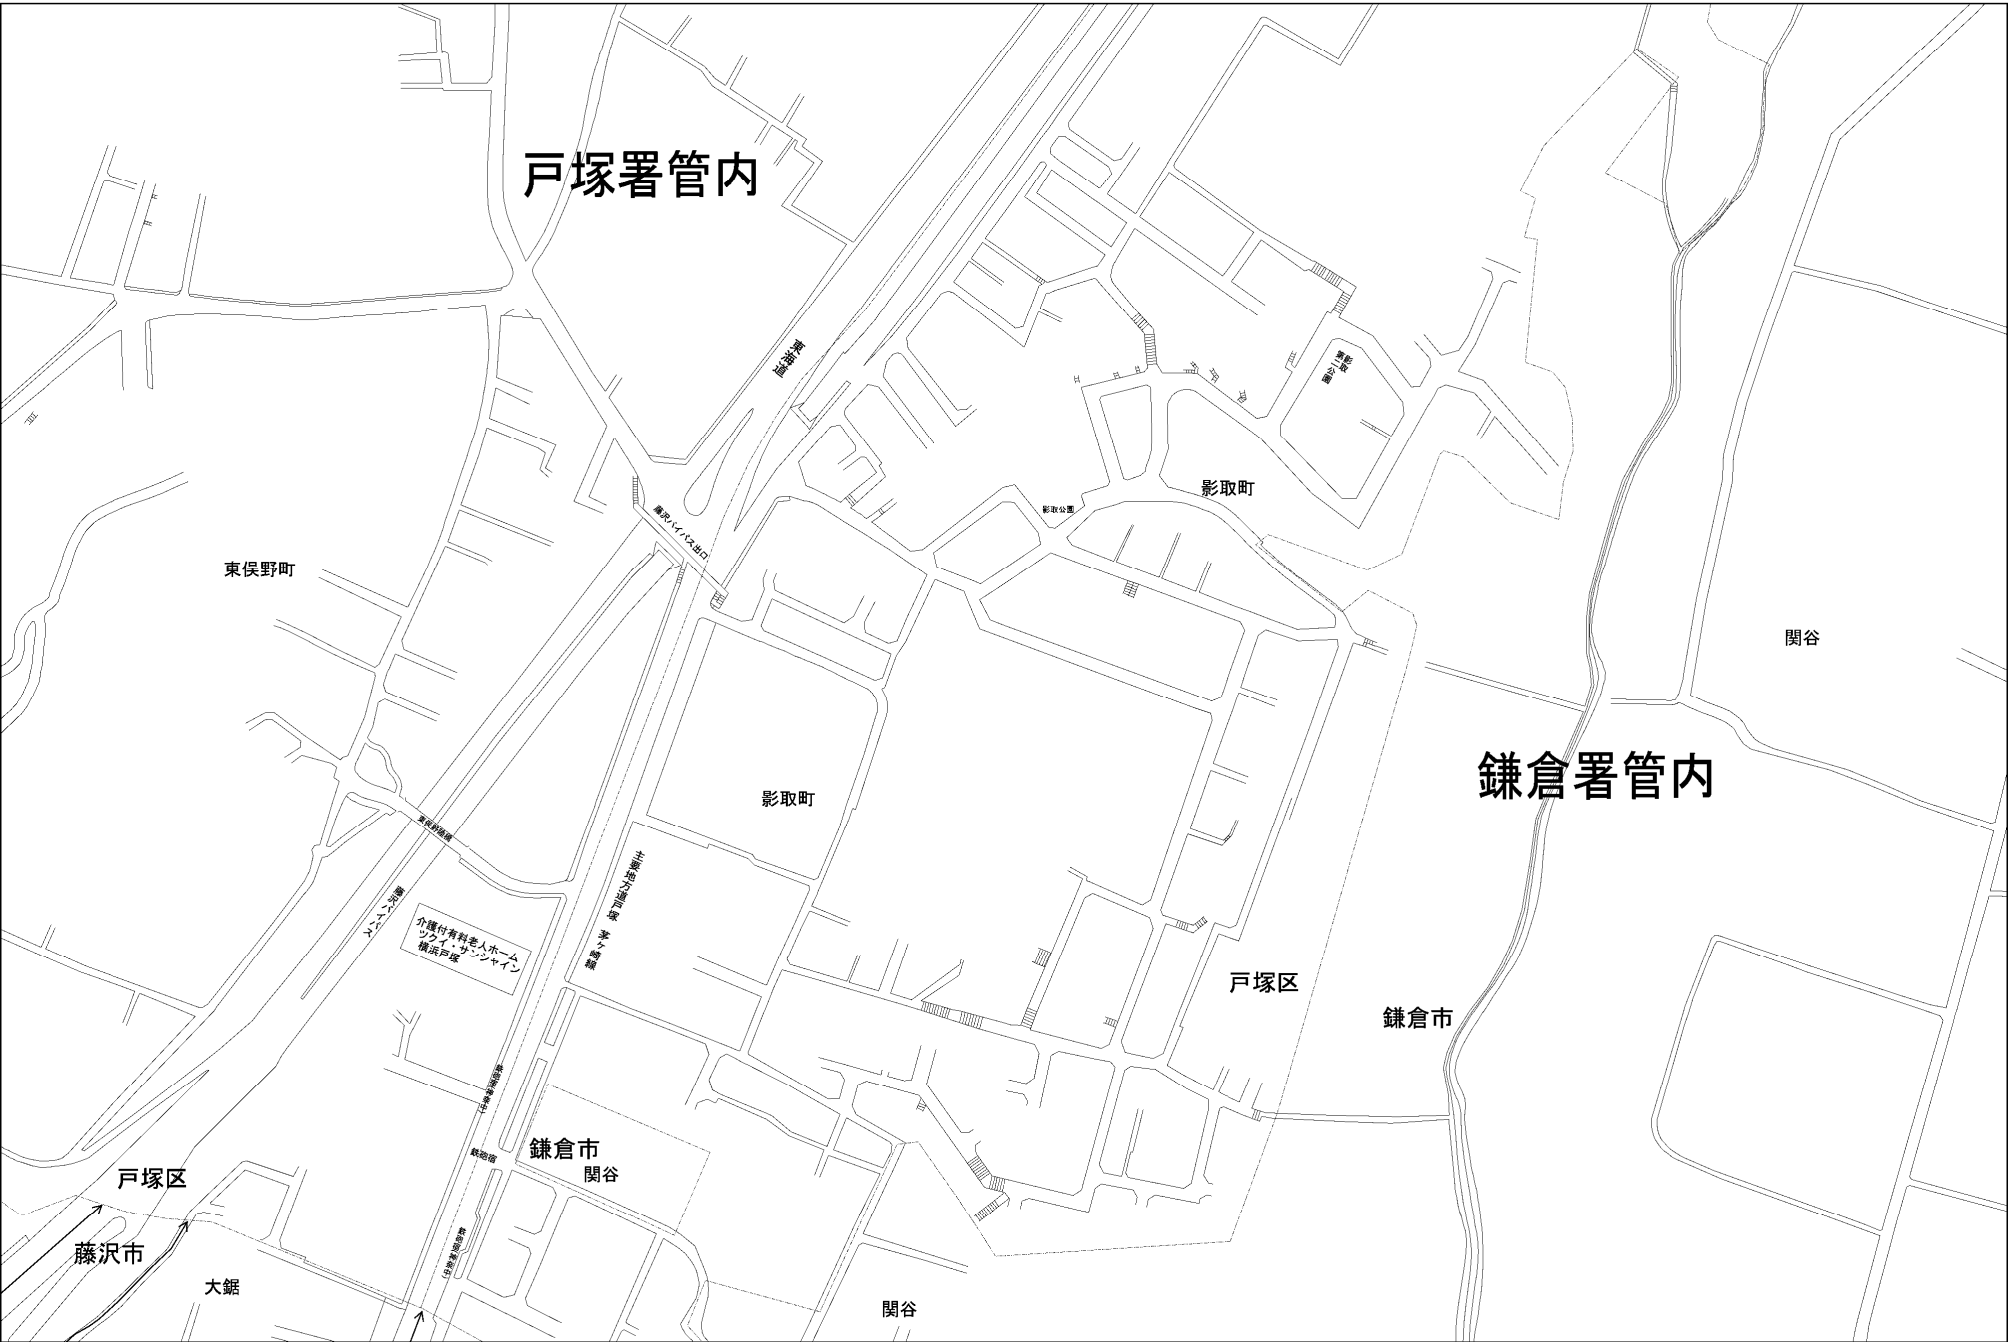 戸塚署管内
東海道
影取
第二公園
影取町
影取公園
藤沢バイパス出口
東俣野町
関谷
鎌倉署管内
影取町
東俣野陸橋
主要地方道戸塚 茅ヶ崎線
藤沢バイパス
介護付有料老人ホーム
ツクイ・サンシャイン
横浜戸塚
戸塚区
鎌倉市
鎌倉市
鉄砲宿
関谷
戸塚区
藤沢市
大鋸
関谷